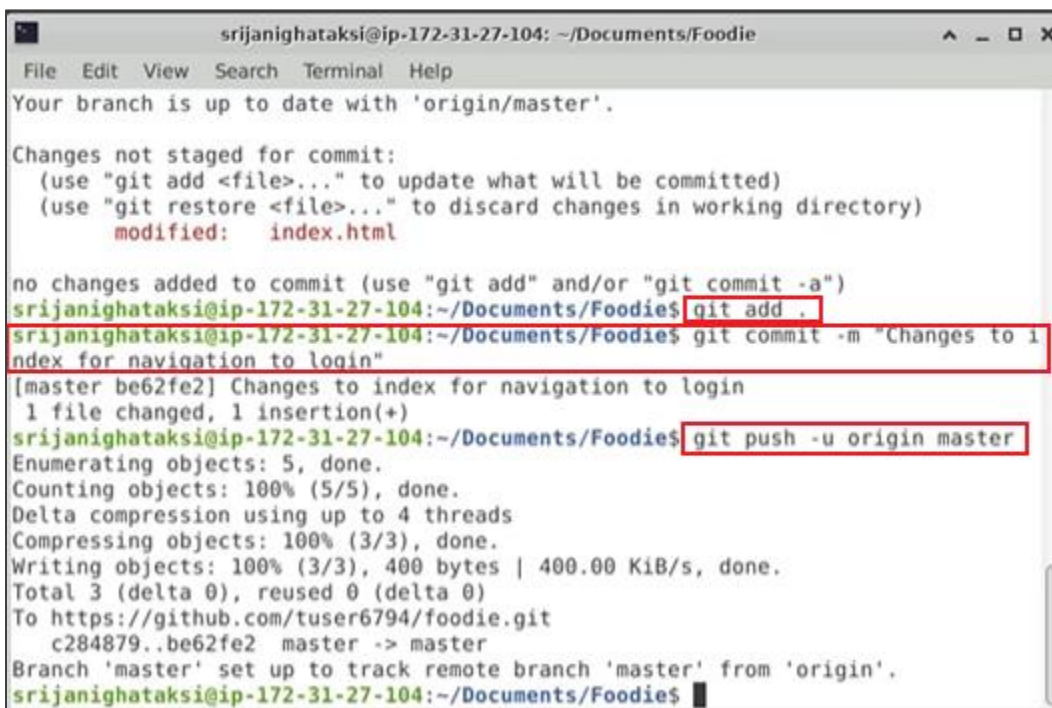 srijanighataksi@ip-172-31-27-104: ~/Documents/Foodie
File Edit View Search Terminal Help
Your branch is up to date with 'origin/master'.
Changes not staged for commit:
(use "git add <file>..." to update what will be committed)
(use "git restore <file>..." to discard changes in working directory)
modified: index.html
no changes added to commit (use "git add" and/or "git commit -a")
srijanighataksi@ip-172-31-27-104:~/Documents/Foodie$ git add .
srijanighataksi@ip-172-31-27-104:~/Documents/Foodie$ git commit -m "Changes to i
ndex for navigation to login"
[master be62fe2] Changes to index for navigation to login
1 file changed, 1 insertion(+)
srijanighataksi@ip-172-31-27-104:~/Documents/Foodie$ git push -u origin master
Enumerating objects: 5, done.
Counting objects: 100% (5/5), done.
Delta compression using up to 4 threads
Compressing objects: 100% (3/3), done.
Writing objects: 100% (3/3), 400 bytes | 400.00 KiB/s, done.
Total 3 (delta 0), reused 0 (delta 0)
To https://github.com/tuser6794/foodie.git
c284879..be62fe2 master -> master
Branch 'master' set up to track remote branch 'master' from 'origin'.
srijanighataksi@ip-172-31-27-104:~/Documents/Foodie$